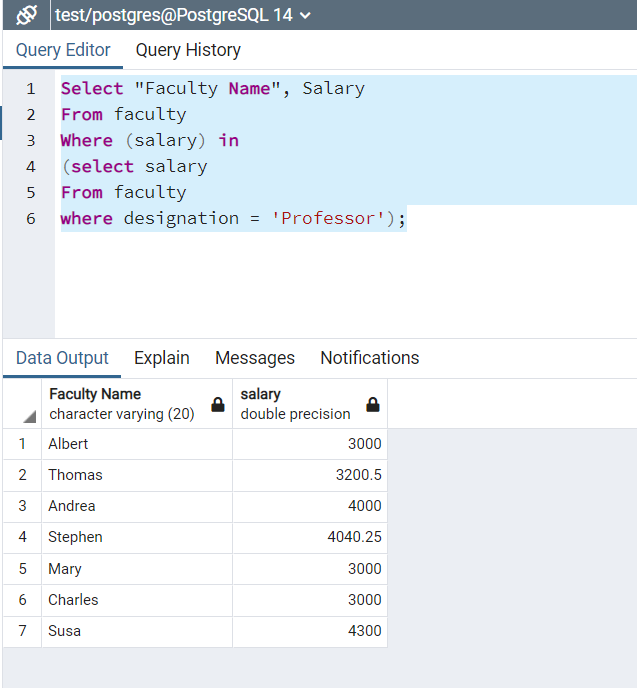 test/postgres@PostgreSQL 14
Query Editor Query History
1 Select "Faculty Name", Salary
2 From faculty
3 Where (salary) in
4 (select salary
5 From faculty
6 where designation = 'Professor');
Data Output Explain Messages Notifications
Faculty Name salary
character varying (20) double precision
1 Albert 3000
2 Thomas 3200.5
3 Andrea 4000
4 Stephen 4040.25
5 Mary 3000
6 Charles 3000
7 Susa 4300